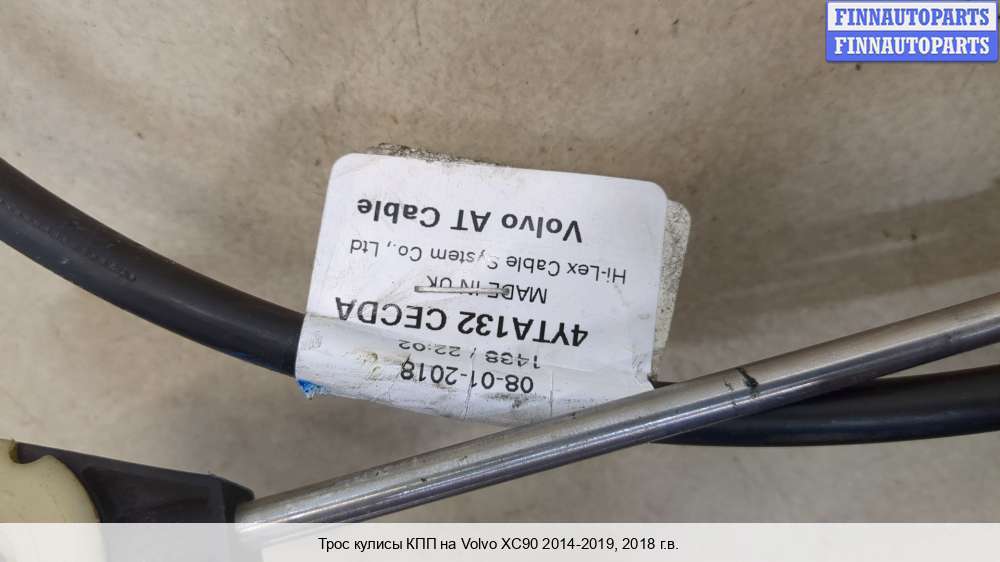 FINNAUTOPARTS
FINNAUTOPARTS
Volvo AT Cable
Hi-Lex Cable System Co., Ltd
MADE IN UK
4YTA132 CECDA
1438 / 22:02
08-01-2018
Трос кулисы КПП на Volvo XC90 2014-2019, 2018 г.в.